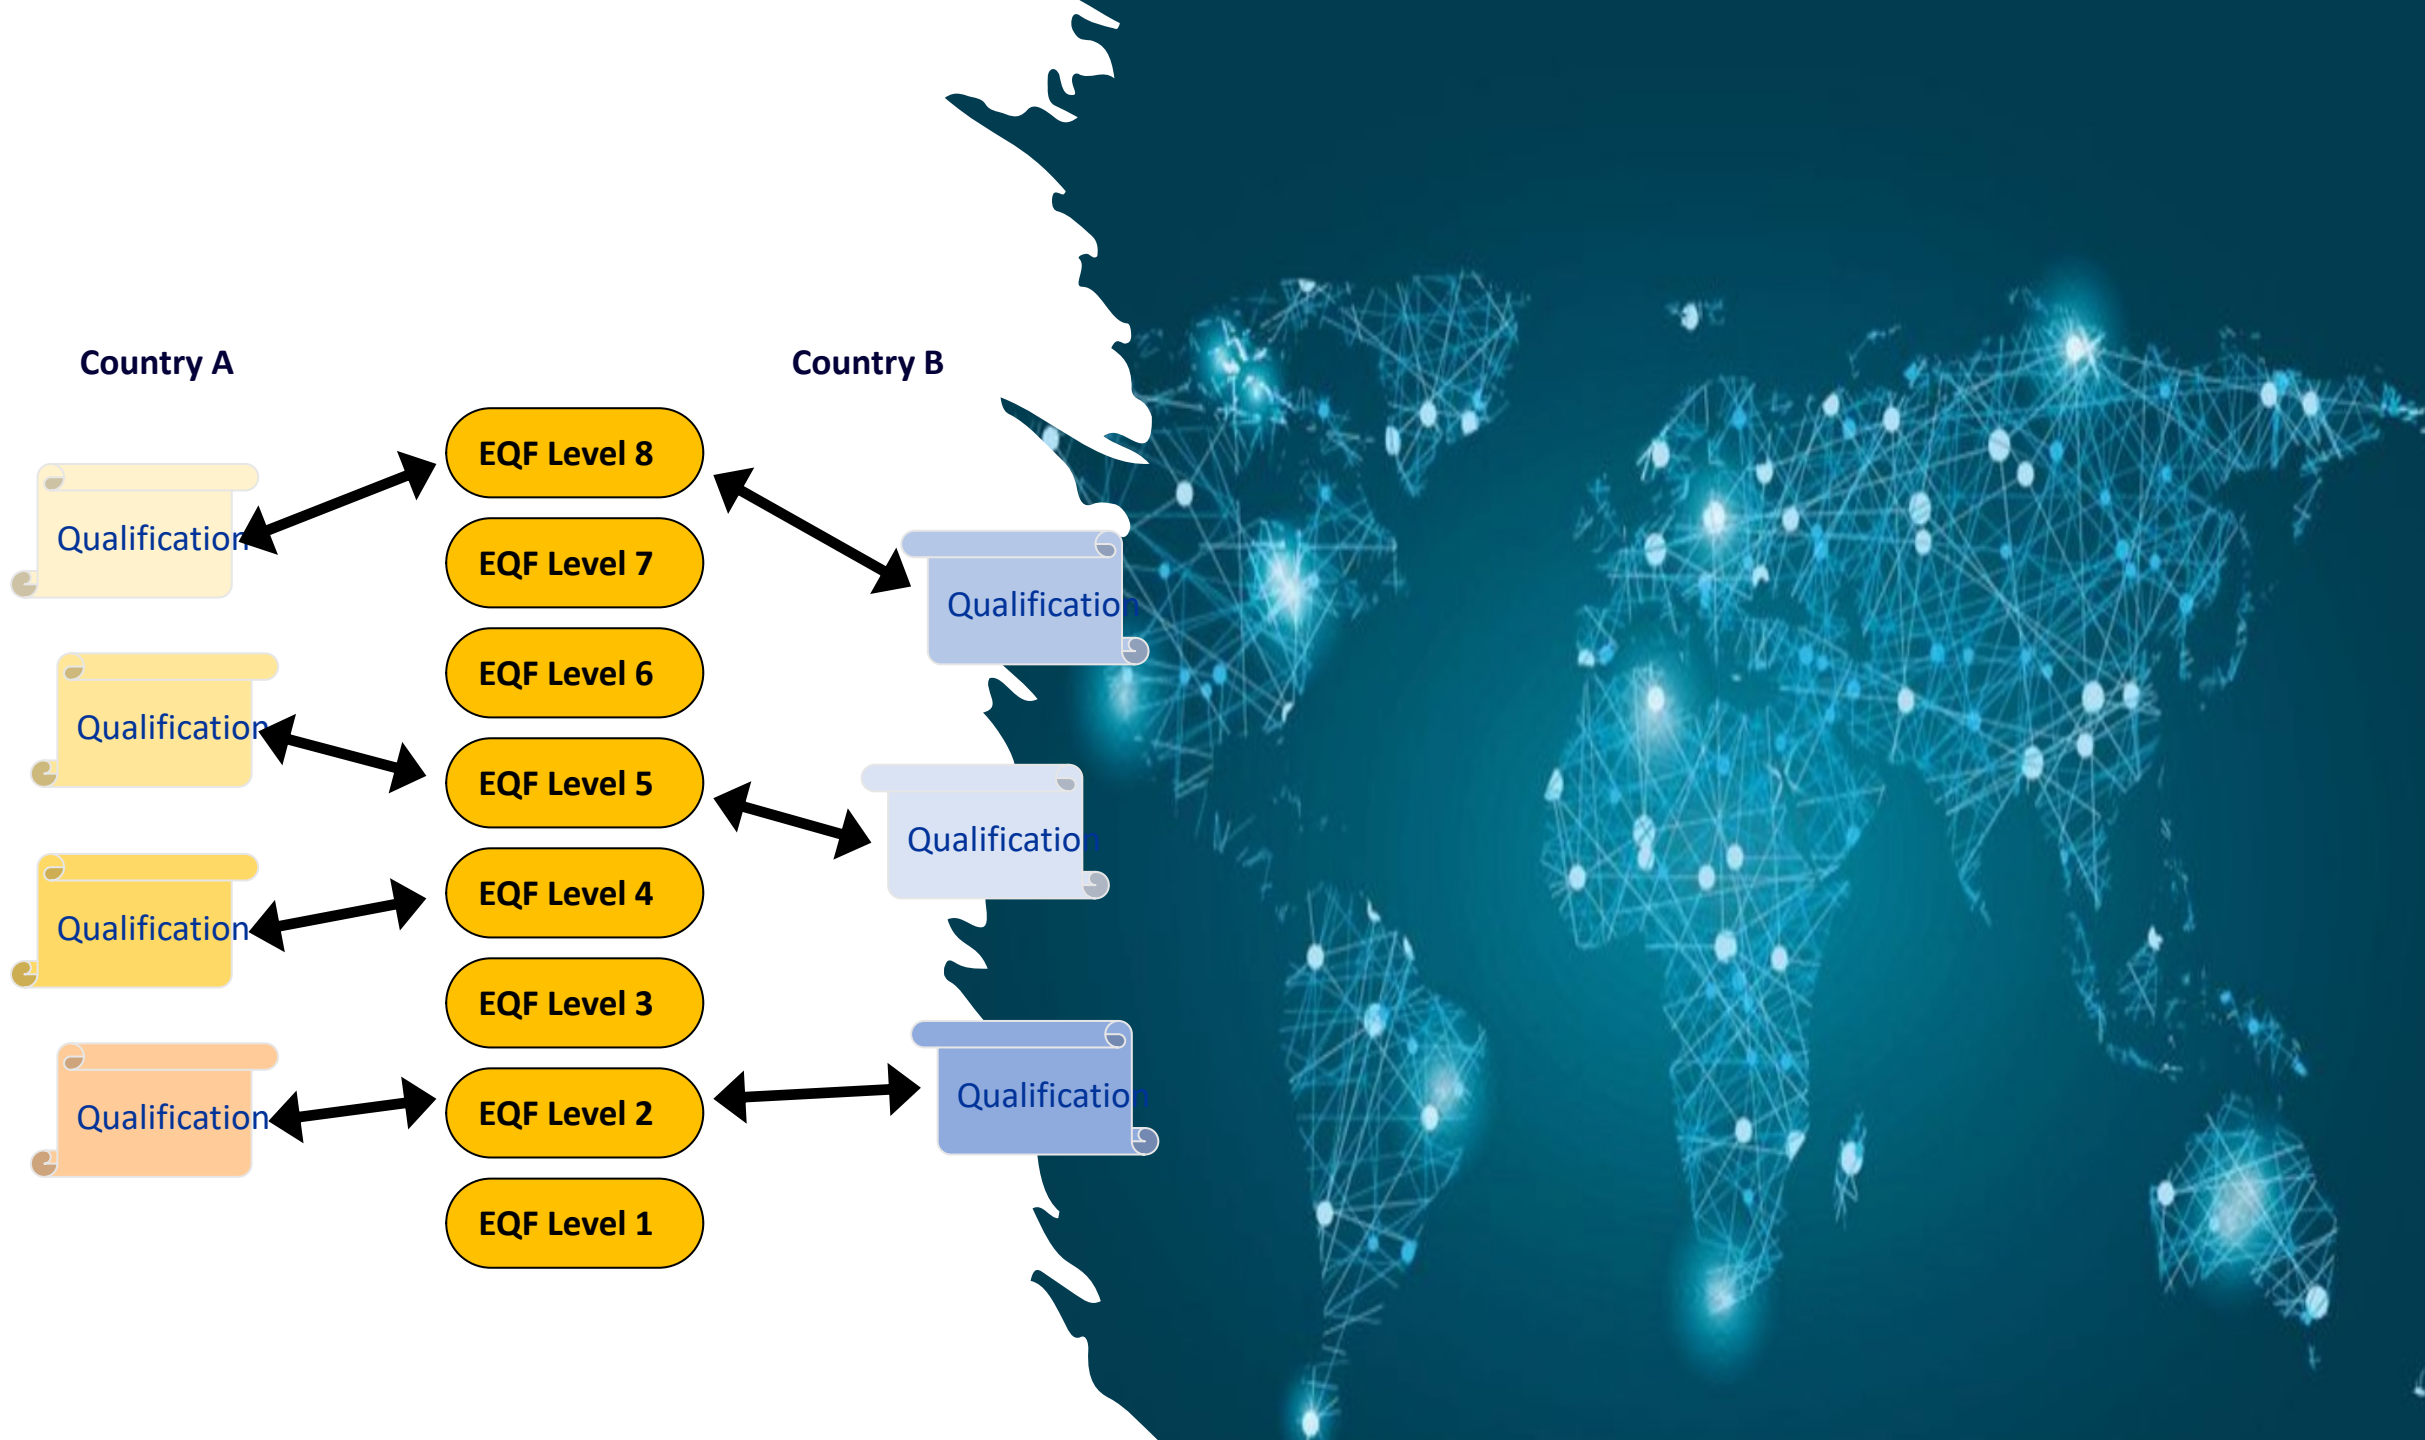 Country A
Country B
EQF Level 8
Qualification
EQF Level 7
Qualification
EQF Level 6
Qualification
EQF Level 5
Qualification
EQF Level 4
Qualification
EQF Level 3
Qualification
EQF Level 2
Qualification
EQF Level 1